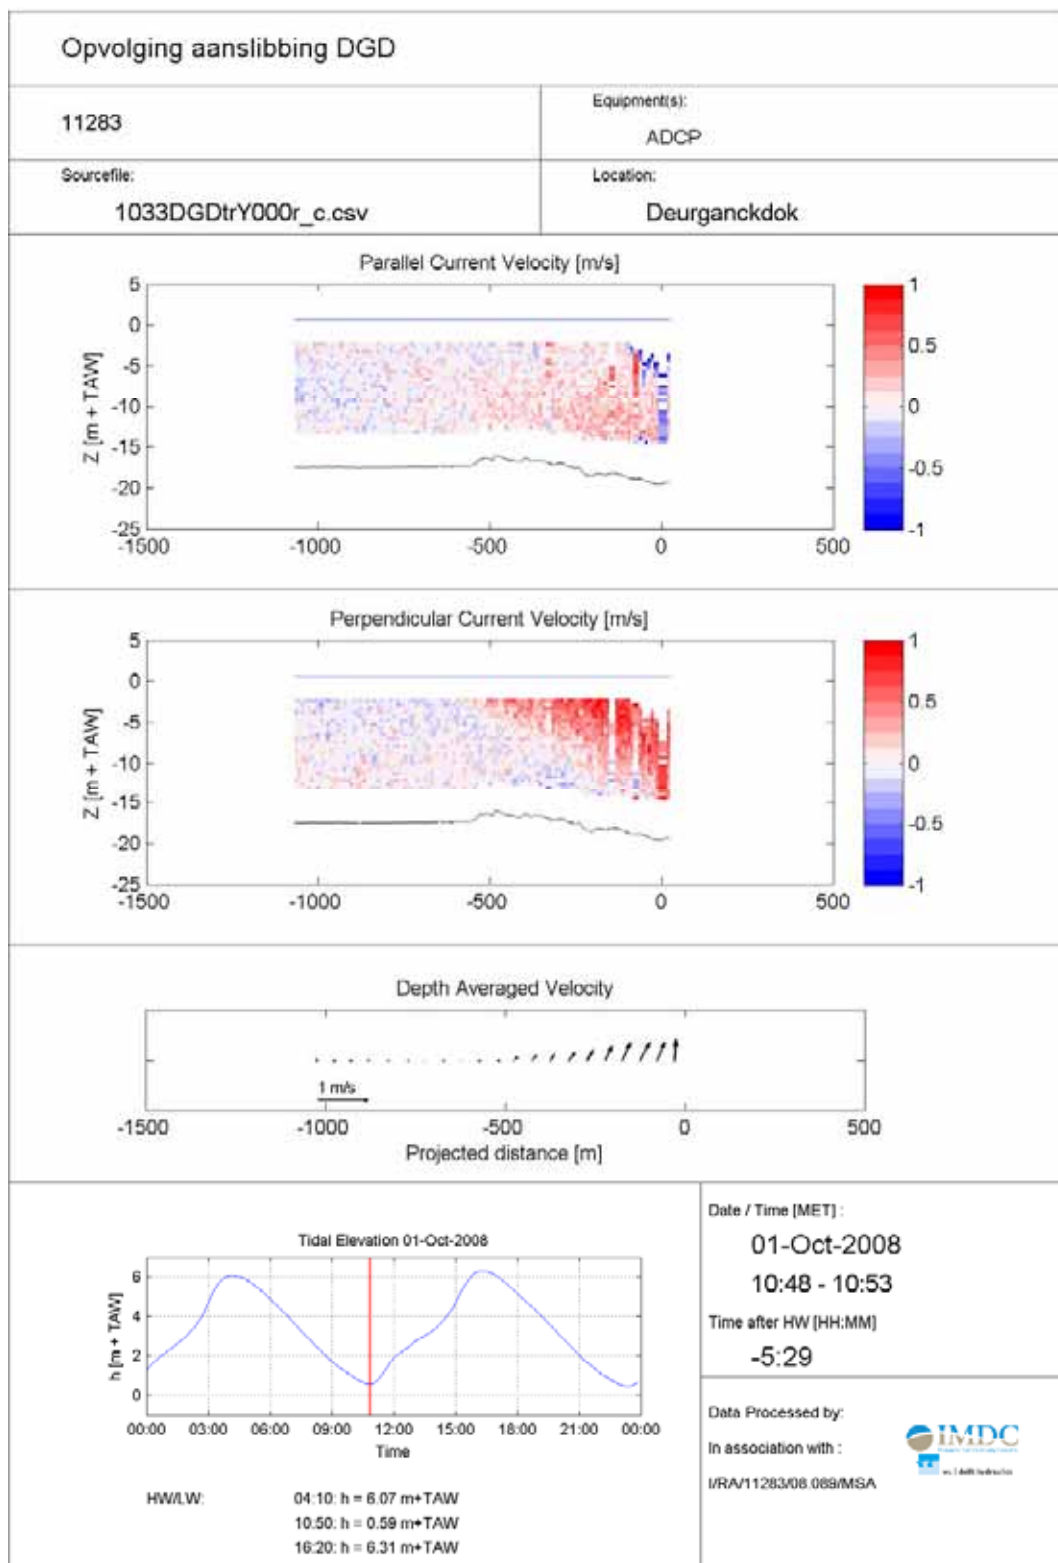 Opvolging aanslibbing DGD
11283
Equipment(s):
ADCP
Sourcefile:
1033DGDtrY000r_c.csv
Location:
Deurganckdok
Parallel Current Velocity [m/s]
5
0
-5
-10
-15
-20
-25
Z [m + TAW]
-1500
-1000
-500
0
500
1
0.5
0
-0.5
-1
Perpendicular Current Velocity [m/s]
5
0
-5
-10
-15
-20
-25
Z [m + TAW]
-1500
-1000
-500
0
500
1
0.5
0
-0.5
-1
Depth Averaged Velocity
1 m/s
-1500
-1000
-500
0
500
Projected distance [m]
Tidal Elevation 01-Oct-2008
6
4
2
0
h [m + TAW]
00:00
03:00
06:00
09:00
12:00
15:00
18:00
21:00
00:00
Time
HW/LW:
04:10: h = 6.07 m+TAW
10:50: h = 0.59 m+TAW
16:20: h = 6.31 m+TAW
Date / Time [MET] :
01-Oct-2008
10:48 - 10:53
Time after HW [HH:MM]
-5:29
Data Processed by:
IMDC
In association with :
wl | delft hydraulics
I/RA/11283/08.089/MSA